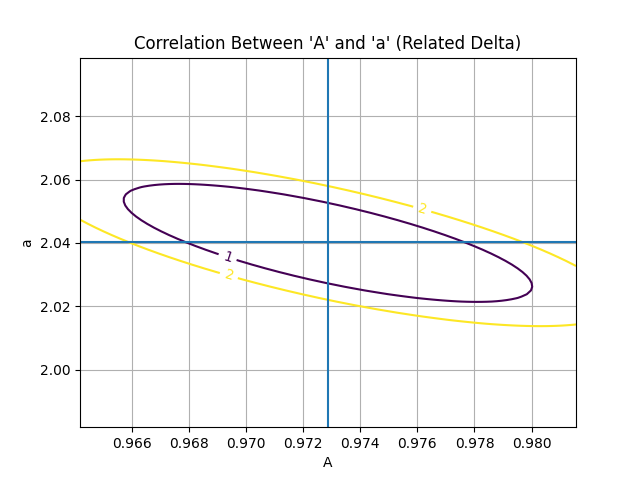 Correlation Between 'A' and 'a' (Related Delta)
2.08
2.06
2.04
2.02
2.00
a
2
1
2
0.966 0.968 0.970 0.972 0.974 0.976 0.978 0.980
A